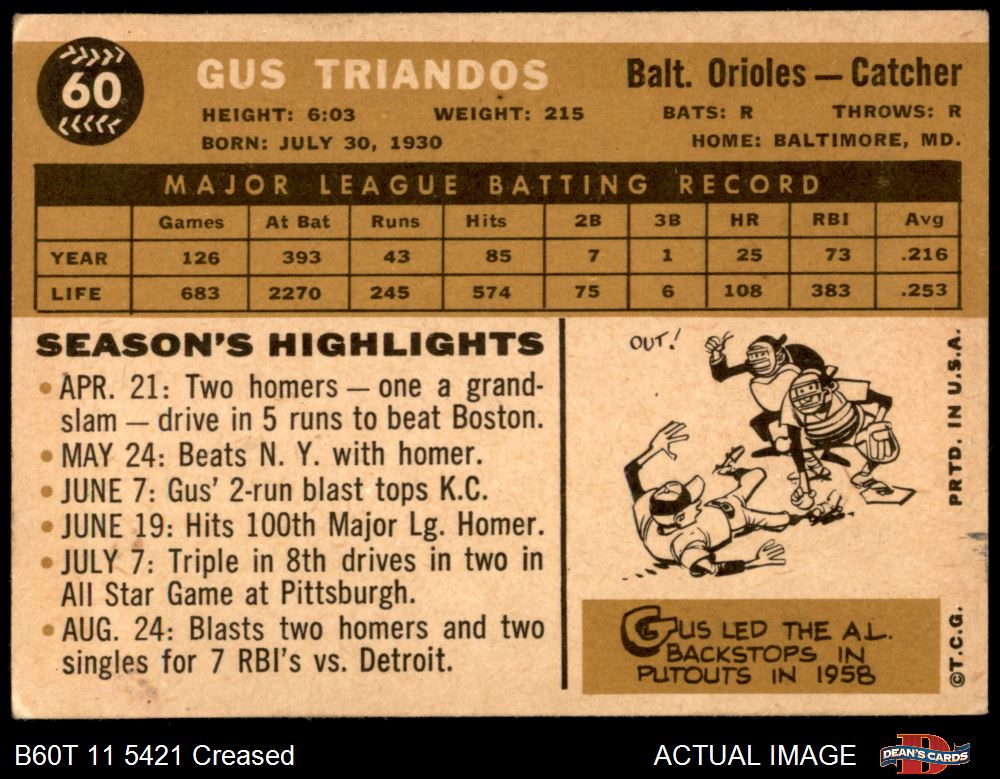 60
GUS TRIANDOS
Balt. Orioles — Catcher
HEIGHT: 6:03 WEIGHT: 215 BATS: R THROWS: R
BORN: JULY 30, 1930 HOME: BALTIMORE, MD.
MAJOR LEAGUE BATTING RECORD
Games At Bat Runs Hits 2B 3B HR RBI Avg
YEAR 126 393 43 85 7 1 25 73 .216
LIFE 683 2270 245 574 75 6 108 383 .253
SEASON'S HIGHLIGHTS
• APR. 21: Two homers — one a grand-
slam — drive in 5 runs to beat Boston.
• MAY 24: Beats N. Y. with homer.
• JUNE 7: Gus' 2-run blast tops K.C.
• JUNE 19: Hits 100th Major Lg. Homer.
• JULY 7: Triple in 8th drives in two in
All Star Game at Pittsburgh.
• AUG. 24: Blasts two homers and two
singles for 7 RBI's vs. Detroit.
OUT!
GUS LED THE A.L.
BACKSTOPS IN
PUTOUTS IN 1958
©T.C.G. PRTD. IN U.S.A.
B60T 11 5421 Creased
ACTUAL IMAGE
DEAN'S CARDS